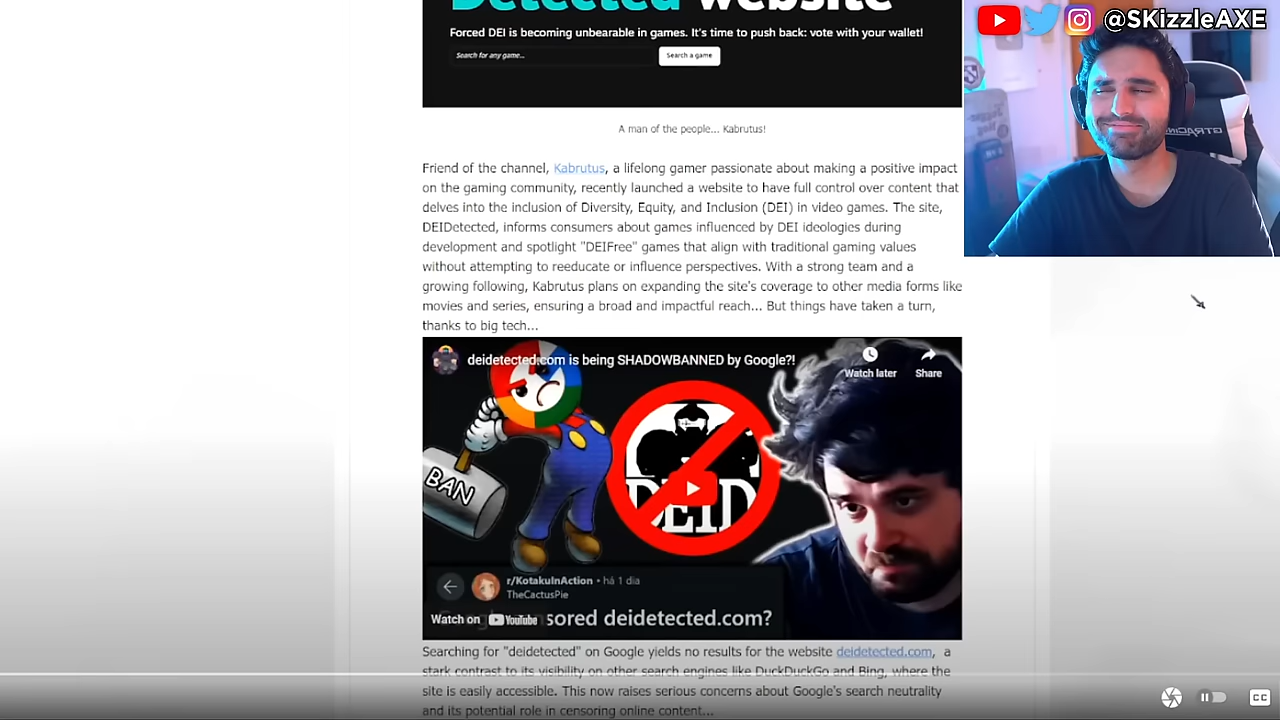 Detected website
@SKizzleAXE
Forced DEI is becoming unbearable in games. It's time to push back: vote with your wallet!
Search for any game...
Search a game
A man of the people... Kabrutus!
GTRACING
Friend of the channel, Kabrutus, a lifelong gamer passionate about making a positive impact
on the gaming community, recently launched a website to have full control over content that
delves into the inclusion of Diversity, Equity, and Inclusion (DEI) in video games. The site,
DEIDetected, informs consumers about games influenced by DEI ideologies during
development and spotlight "DEIFree" games that align with traditional gaming values
without attempting to reeducate or influence perspectives. With a strong team and a
growing following, Kabrutus plans on expanding the site's coverage to other media forms like
movies and series, ensuring a broad and impactful reach... But things have taken a turn,
thanks to big tech...
deidetected.com is being SHADOWBANNED by Google?!
Watch later
Share
BAN
DEID
r/KotakuInAction • há 1 dia
TheCactusPie
Watch on YouTube
sored deidetected.com?
Searching for "deidetected" on Google yields no results for the website deidetected.com, a
stark contrast to its visibility on other search engines like DuckDuckGo and Bing, where the
site is easily accessible. This now raises serious concerns about Google's search neutrality
and its potential role in censoring online content...
CC